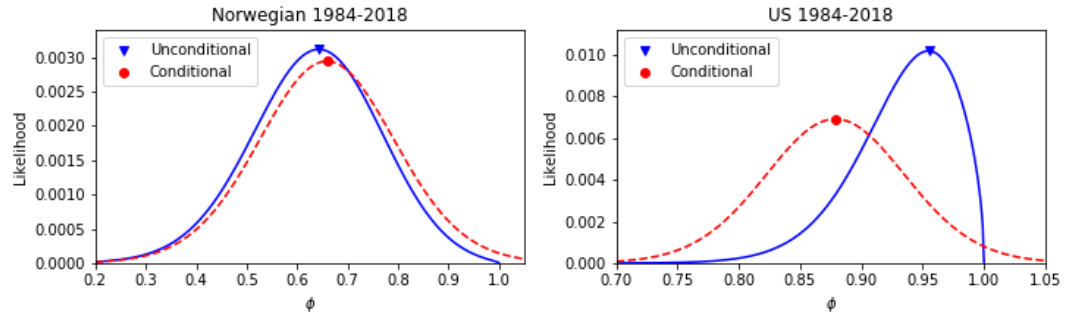 Norwegian 1984-2018
Unconditional
Conditional
Likelihood
0.0030
0.0025
0.0020
0.0015
0.0010
0.0005
0.0000
0.2 0.3 0.4 0.5 0.6 0.7 0.8 0.9 1.0
ϕ
US 1984-2018
Unconditional
Conditional
Likelihood
0.010
0.008
0.006
0.004
0.002
0.000
0.70 0.75 0.80 0.85 0.90 0.95 1.00 1.05
ϕ